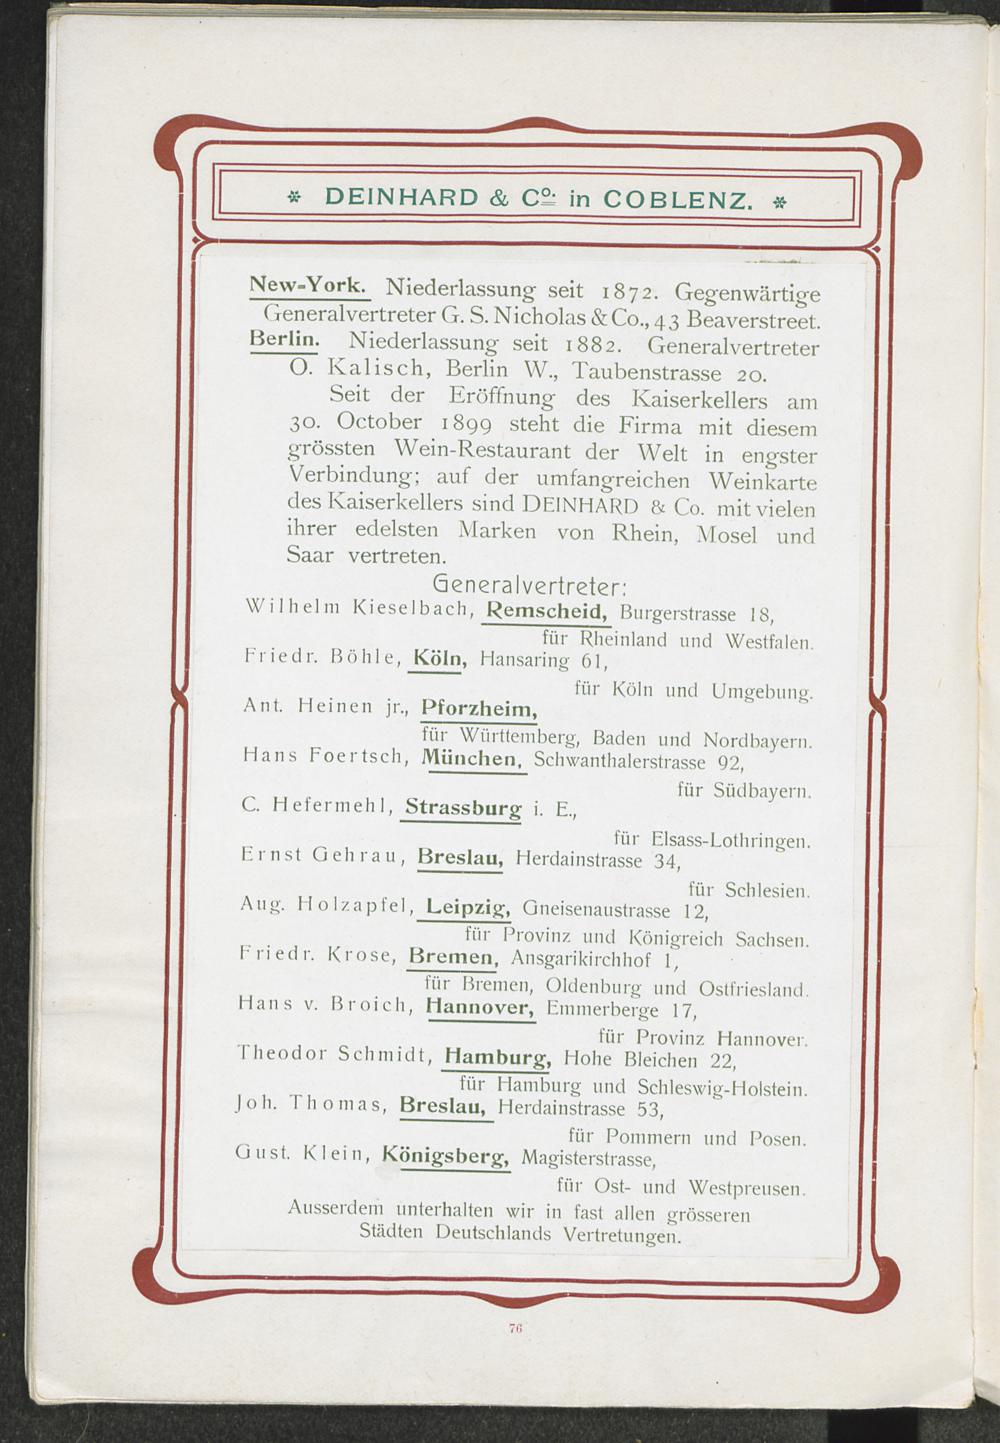 * DEINHARD & Co. in COBLENZ. *
New-York. Niederlassung seit 1872. Gegenwärtige
Generalvertreter G. S. Nicholas & Co., 43 Beaverstreet.
Berlin. Niederlassung seit 1882. Generalvertreter
O. Kalisch, Berlin W., Taubenstrasse 20.
Seit der Eröffnung des Kaiserkellers am
30. October 1899 steht die Firma mit diesem
grössten Wein-Restaurant der Welt in engster
Verbindung; auf der umfangreichen Weinkarte
des Kaiserkellers sind DEINHARD & Co. mit vielen
ihrer edelsten Marken von Rhein, Mosel und
Saar vertreten.
Generalvertreter:
Wilhelm Kieselbach, Remscheid, Burgerstrasse 18,
für Rheinland und Westfalen.
Friedr. Böhle, Köln, Hansaring 61,
für Köln und Umgebung.
Ant. Heinen jr., Pforzheim,
für Württemberg, Baden und Nordbayern.
Hans Foertsch, München, Schwanthalerstrasse 92,
für Südbayern.
C. Hefermehl, Strassburg i. E.,
für Elsass-Lothringen.
Ernst Gehrau, Breslau, Herdainstrasse 34,
für Schlesien.
Aug. Holzapfel, Leipzig, Gneisenaustrasse 12,
für Provinz und Königreich Sachsen.
Friedr. Krose, Bremen, Ansgarikirchhof 1,
für Bremen, Oldenburg und Ostfriesland.
Hans v. Broich, Hannover, Emmerberge 17,
für Provinz Hannover.
Theodor Schmidt, Hamburg, Hohe Bleichen 22,
für Hamburg und Schleswig-Holstein.
Joh. Thomas, Breslau, Herdainstrasse 53,
für Pommern und Posen.
Gust. Klein, Königsberg, Magisterstrasse,
für Ost- und Westpreusen.
Ausserdem unterhalten wir in fast allen grösseren
Städten Deutschlands Vertretungen.
76